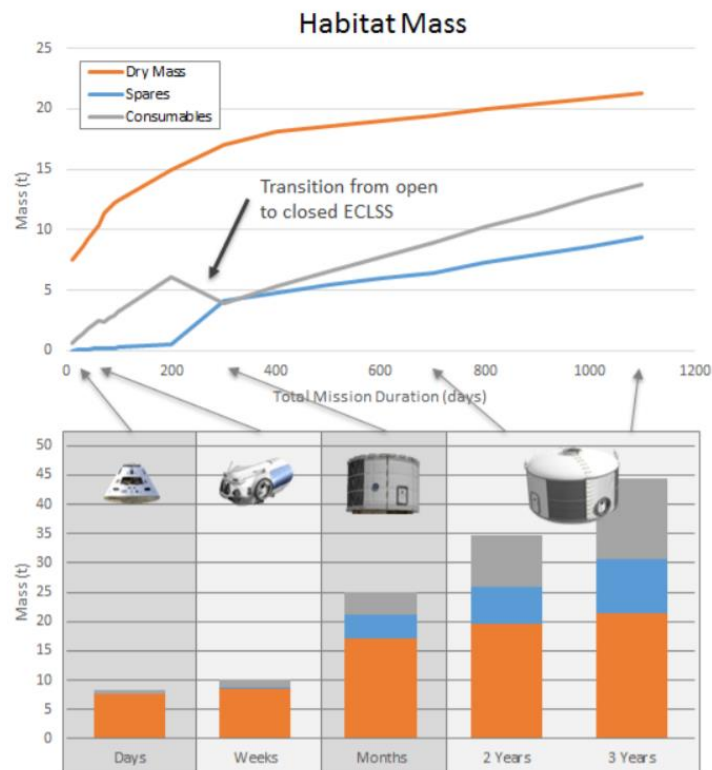 Habitat Mass
25
20
15
10
5
0
Mass (t)
Dry Mass
Spares
Consumables
Transition from open
to closed ECLSS
0 200 400 600 800 1000 1200
Total Mission Duration (days)
50
45
40
35
30
25
20
15
10
5
0
Mass (t)
Days Weeks Months 2 Years 3 Years